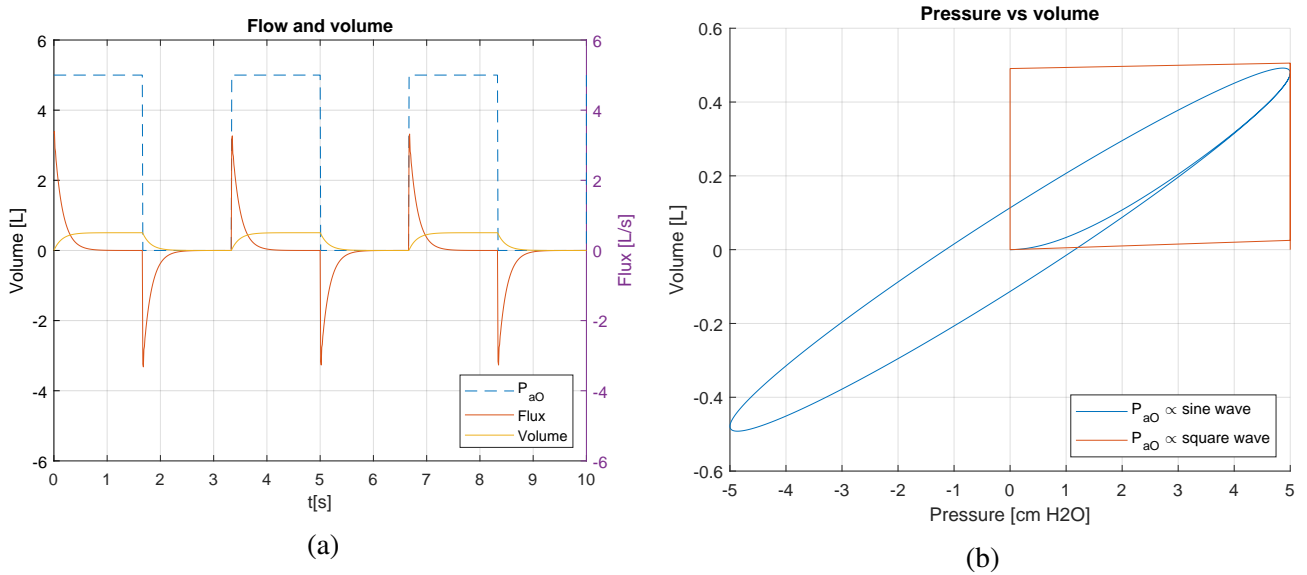 Flow and volume
6
4
2
0
-2
-4
-6
Volume [L]
6
4
2
0
-2
-4
-6
Flux [L/s]
P_aO
Flux
Volume
0 1 2 3 4 5 6 7 8 9 10
t[s]
(a)
Pressure vs volume
0.6
0.4
0.2
0
-0.2
-0.4
-0.6
Volume [L]
P_aO ∝ sine wave
P_aO ∝ square wave
-5 -4 -3 -2 -1 0 1 2 3 4 5
Pressure [cm H2O]
(b)